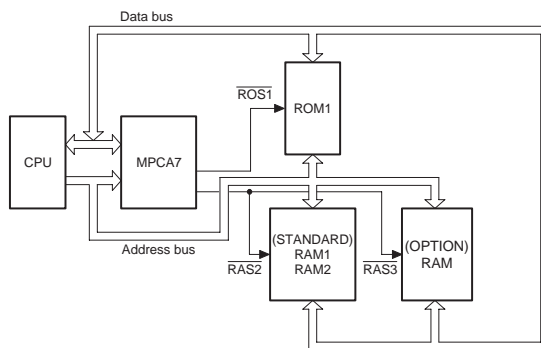 Data bus
ROS1
ROM1
CPU
MPCA7
Address bus
RAS2
(STANDARD)
RAM1
RAM2
RAS3
(OPTION)
RAM